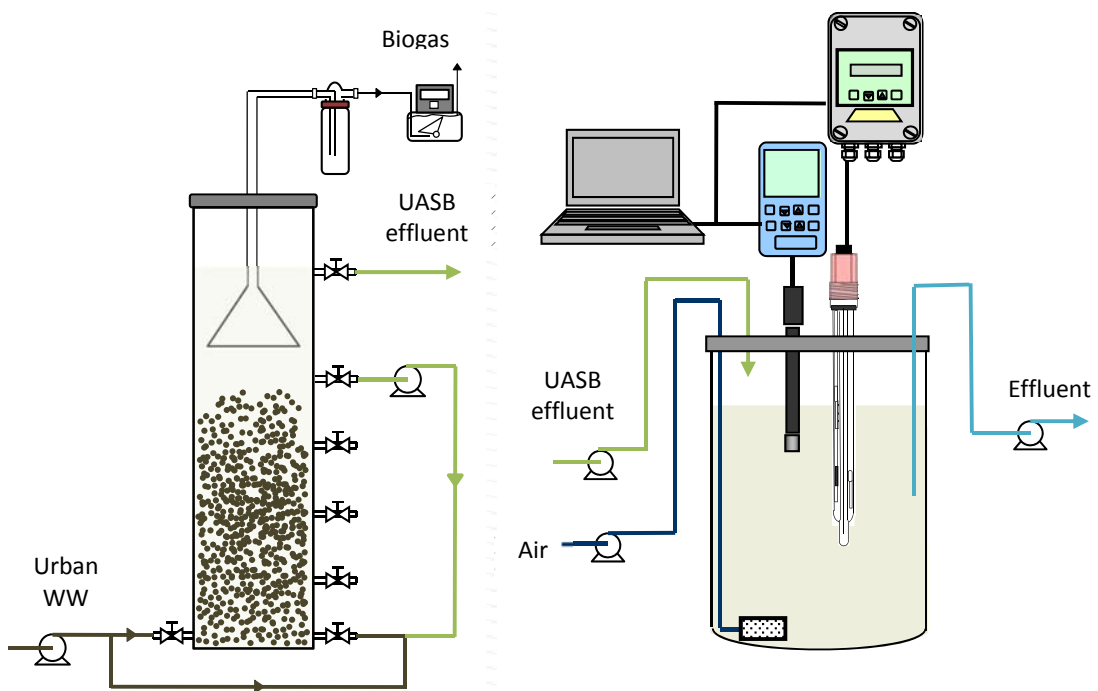 Biogas
UASB
effluent
Urban
WW
UASB
effluent
Air
Effluent